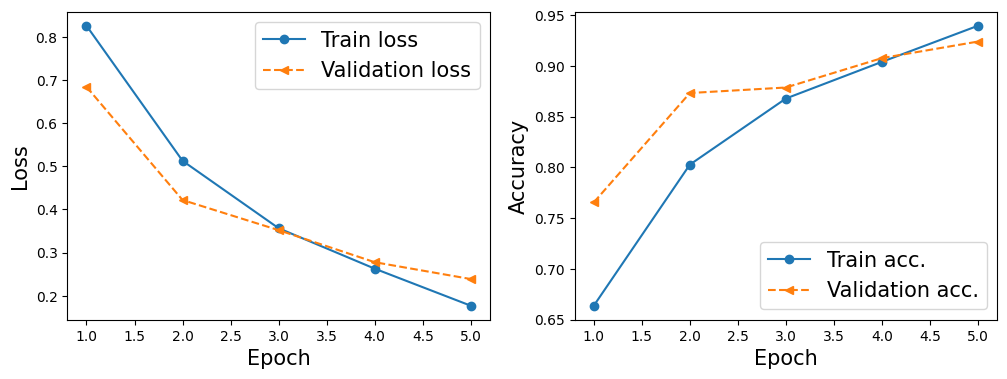 0.8
0.7
0.6
0.5
0.4
0.3
0.2
Loss
Train loss
Validation loss
1.0 1.5 2.0 2.5 3.0 3.5 4.0 4.5 5.0
Epoch
0.95
0.90
0.85
0.80
0.75
0.70
0.65
Accuracy
Train acc.
Validation acc.
1.0 1.5 2.0 2.5 3.0 3.5 4.0 4.5 5.0
Epoch